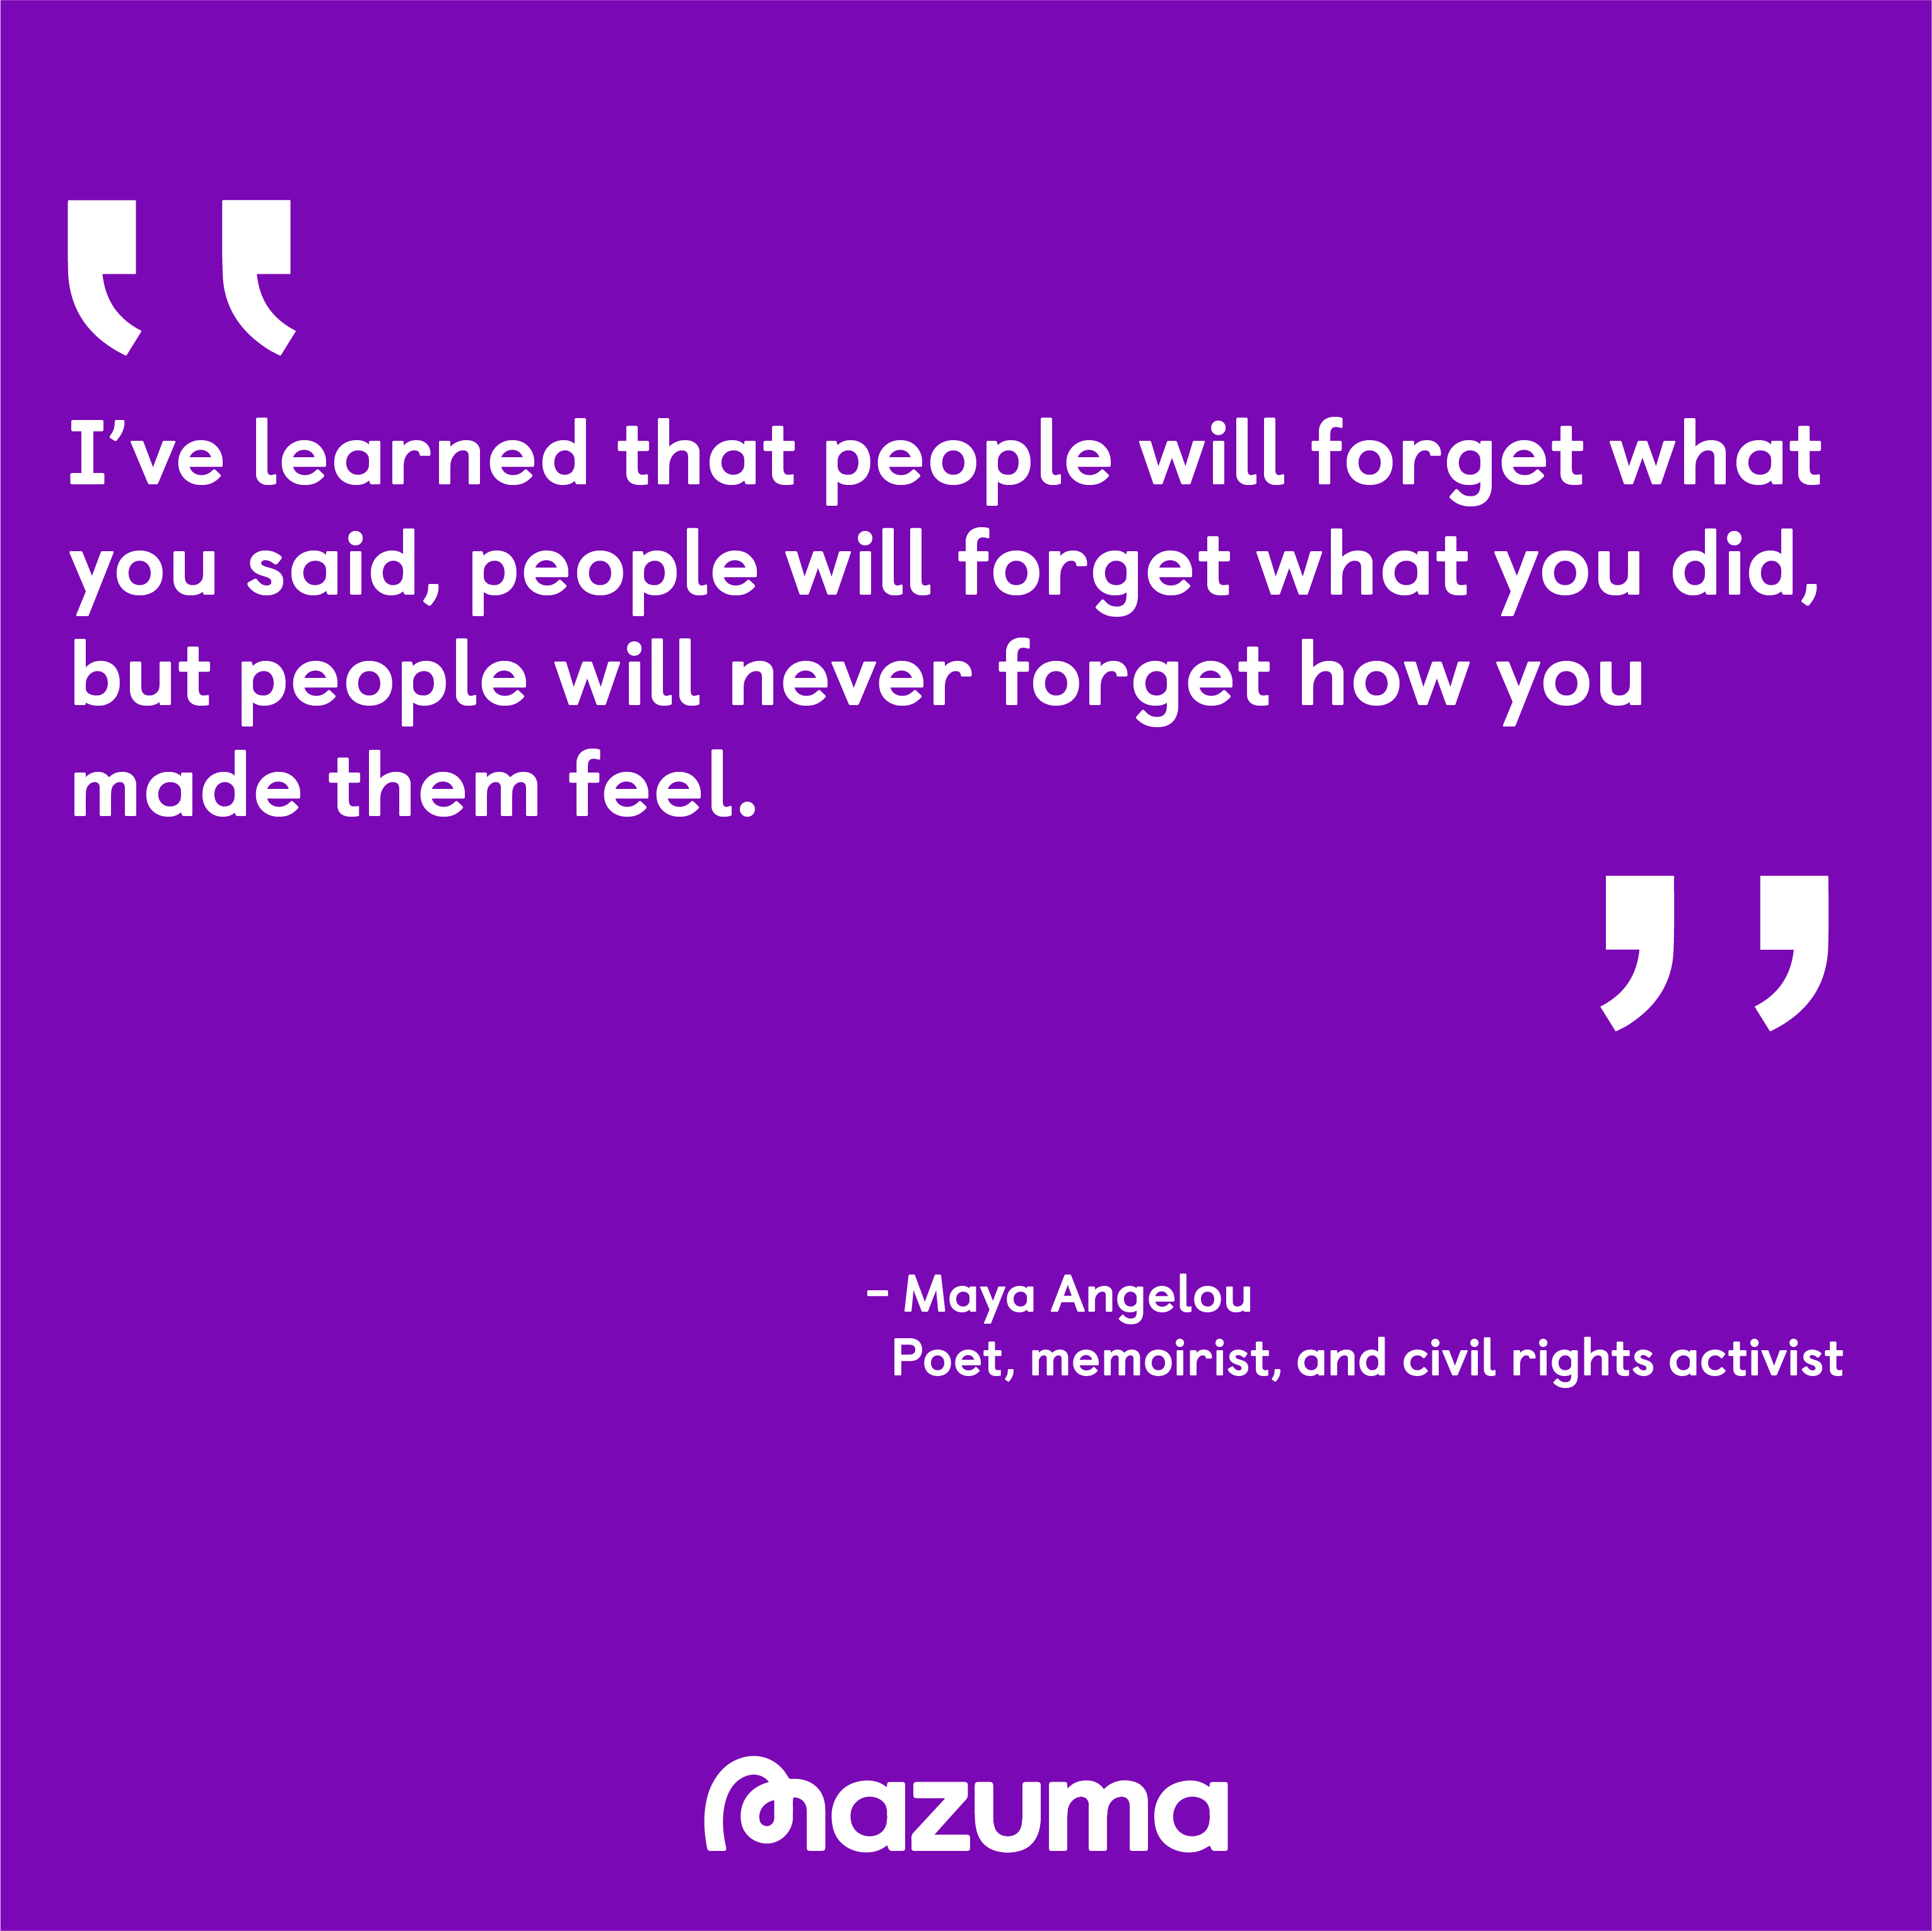 ❛❛
I’ve learned that people will forget what
you said, people will forget what you did,
but people will never forget how you
made them feel.
❜❜
– Maya Angelou
Poet, memoirist, and civil rights activist
mazuma